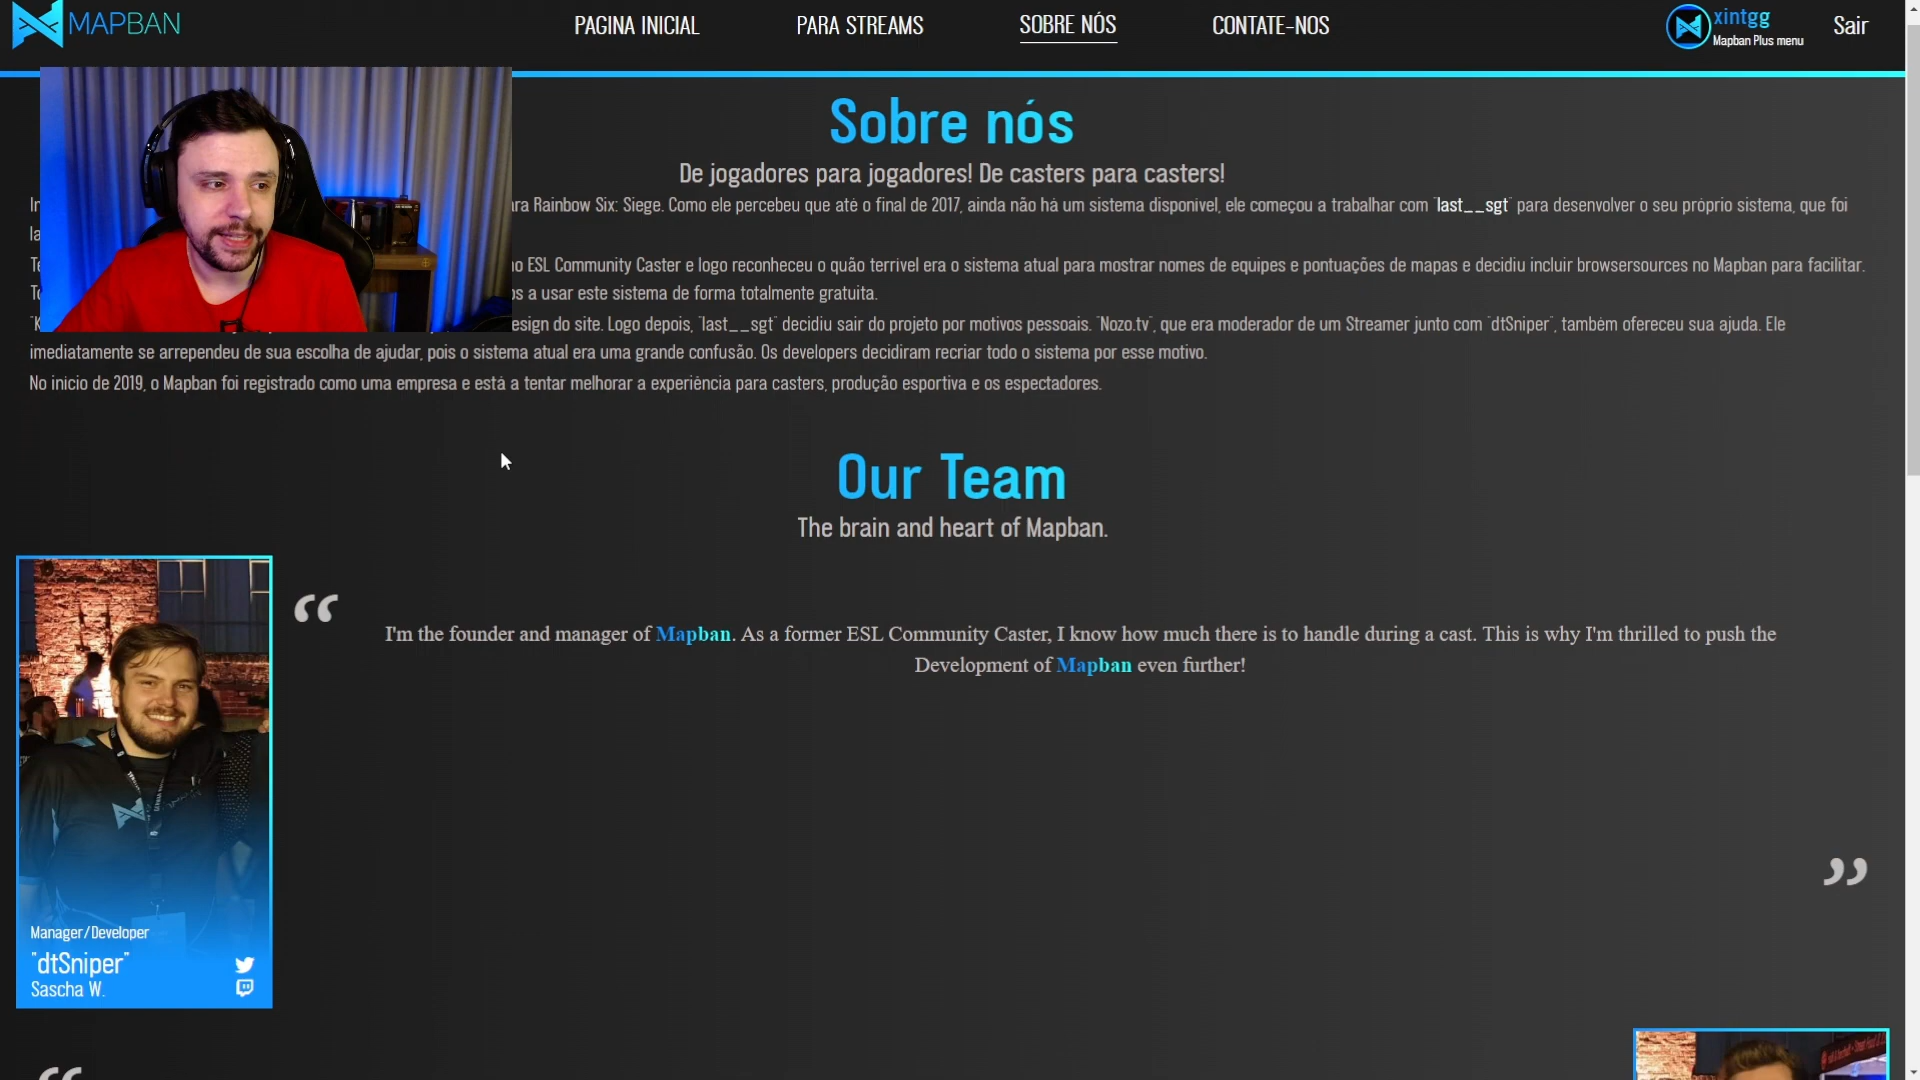 MAPBAN
PAGINA INICIAL
PARA STREAMS
SOBRE NÓS
CONTATE-NOS
xintgg
Mapban Plus menu
Sair
Sobre nós
De jogadores para jogadores! De casters para casters!
Rainbow Six: Siege. Como ele percebeu que até o final de 2017, ainda não há um sistema disponível, ele começou a trabalhar com "last__sgt" para desenvolver o seu próprio sistema, que foi
ESL Community Caster e logo reconheceu o quão terrível era o sistema atual para mostrar nomes de equipes e pontuações de mapas e decidiu incluir browsersources no Mapban para facilitar.
a usar este sistema de forma totalmente gratuita.
do site. Logo depois, "last__sgt" decidiu sair do projeto por motivos pessoais. "Nozo.tv", que era moderador de um Streamer junto com "dtSniper", também ofereceu sua ajuda. Ele
imediatamente se arrependeu de sua escolha de ajudar, pois o sistema atual era uma grande confusão. Os developers decidiram recriar todo o sistema por esse motivo.
No início de 2019, o Mapban foi registrado como uma empresa e está a tentar melhorar a experiência para casters, produção esportiva e os espectadores.
Our Team
The brain and heart of Mapban.
“
I'm the founder and manager of Mapban. As a former ESL Community Caster, I know how much there is to handle during a cast. This is why I'm thrilled to push the
Development of Mapban even further!
”
Manager/Developer
"dtSniper"
Sascha W.
“